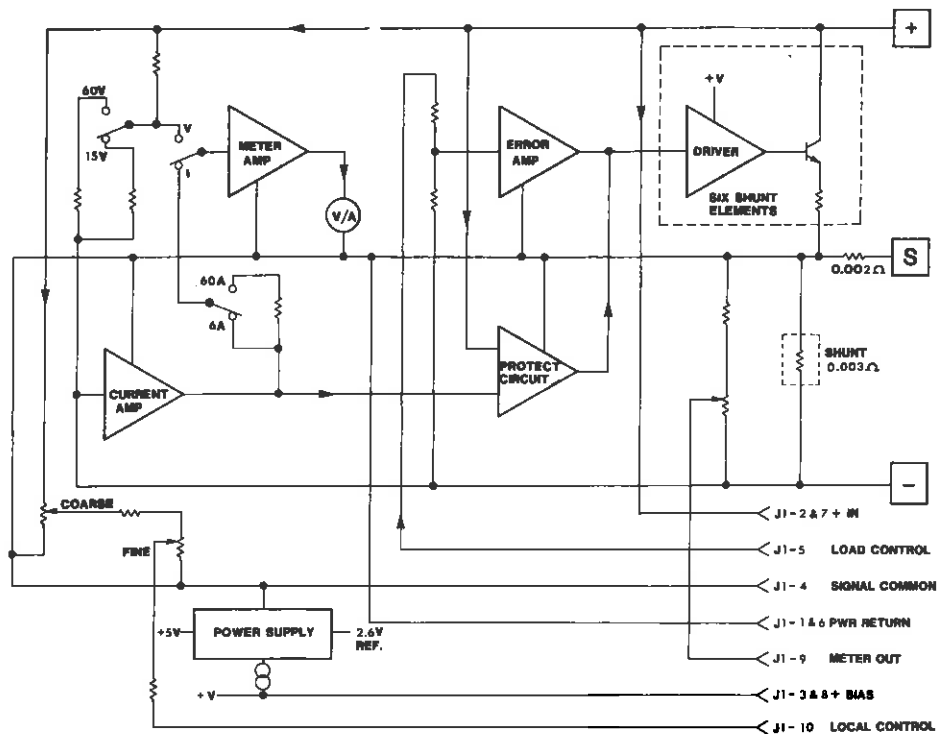 +
60V
V
15V
I
METER AMP
V/A
ERROR AMP
+V
DRIVER
SIX SHUNT ELEMENTS
S
0.002Ω
60A
6A
CURRENT AMP
PROTECT CIRCUIT
SHUNT
0.003Ω
-
COARSE
FINE
J1-2 & 7 + IN
J1-5 LOAD CONTROL
J1-4 SIGNAL COMMON
+5V
POWER SUPPLY
2.6V REF.
J1-1 & 6 PWR RETURN
J1-9 METER OUT
+V
J1-3 & 8 + BIAS
J1-10 LOCAL CONTROL